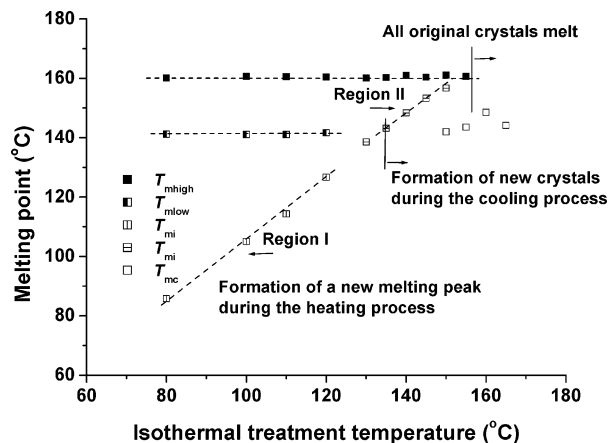 All original crystals melt
Region II
Formation of new crystals
during the cooling process
Region I
Formation of a new melting peak
during the heating process
Tmhigh
Tmlow
Tmi
Tmi
Tmc
Melting point (°C)
180
160
140
120
100
80
60
60 80 100 120 140 160 180
Isothermal treatment temperature (°C)